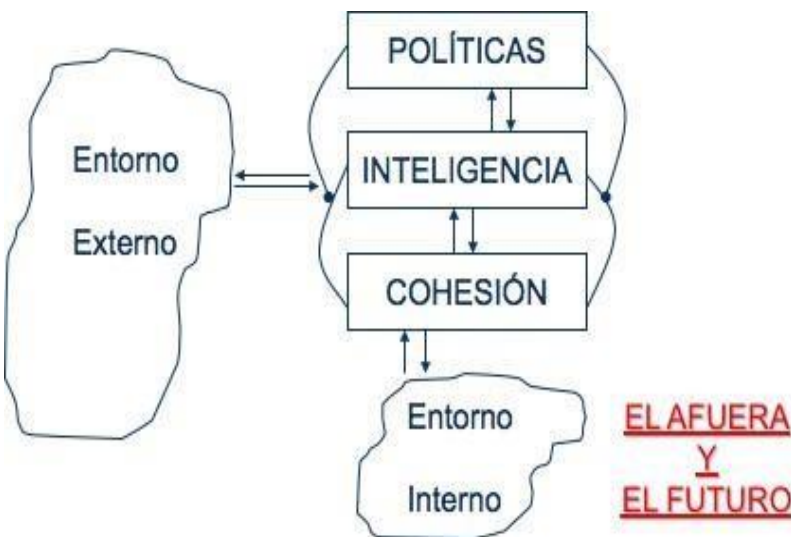 POLÍTICAS
INTELIGENCIA
COHESIÓN
Entorno
Externo
Entorno
Interno
EL AFUERA
Y
EL FUTURO